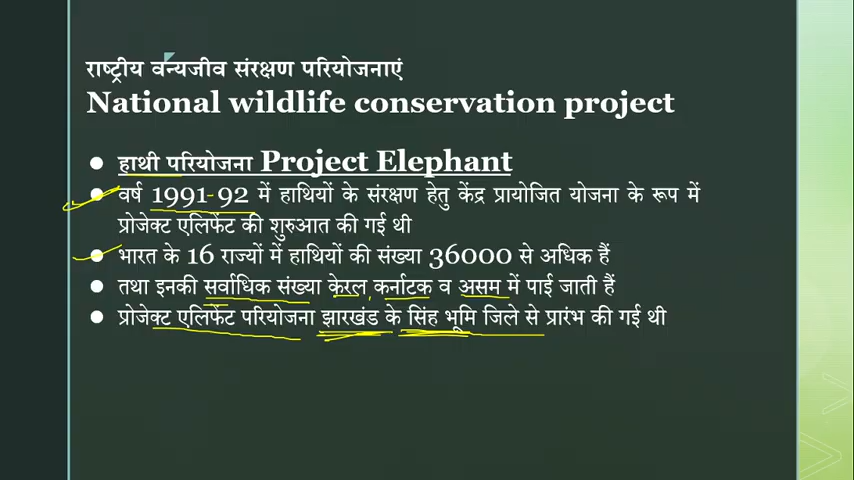 राष्ट्रीय वन्यजीव संरक्षण परियोजनाएं
National wildlife conservation project
● हाथी परियोजना Project Elephant
● वर्ष 1991-92 में हाथियों के संरक्षण हेतु केंद्र प्रायोजित योजना के रूप में
प्रोजेक्ट एलिफेंट की शुरुआत की गई थी
● भारत के 16 राज्यों में हाथियों की संख्या 36000 से अधिक हैं
● तथा इनकी सर्वाधिक संख्या केरल, कर्नाटक व असम में पाई जाती हैं
● प्रोजेक्ट एलिफेंट परियोजना झारखंड के सिंह भूमि जिले से प्रारंभ की गई थी